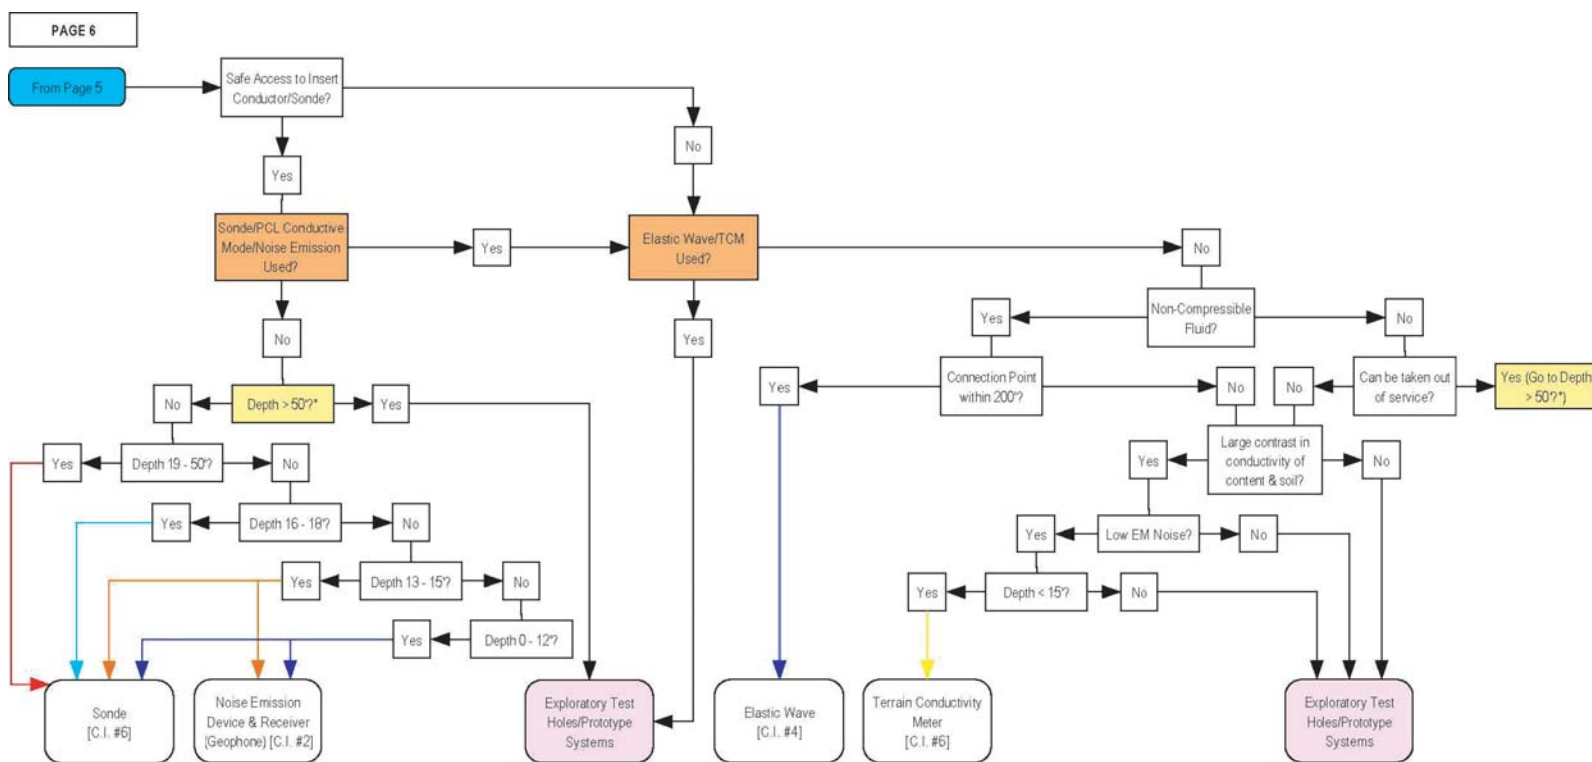 PAGE 6
From Page 5
Safe Access to Insert
Conductor/Sonde?
No
Yes
Sonde/PCL Conductive
Mode/Noise Emission
Used?
Yes
Elastic Wave/TCM
Used?
No
No
Yes
Yes
Non-Compressible
Fluid?
No
No
Depth > 50'?*
Yes
Yes
Connection Point
within 200'?
No
No
Can be taken out
of service?
Yes (Go to Depth
> 50'?*)
Yes
Depth 19 - 50'?
No
Yes
Large contrast in
conductivity of
content & soil?
No
Yes
Depth 16 - 18'?
No
Yes
Low EM Noise?
No
Yes
Depth 13 - 15'?
No
Yes
Depth < 15'?
No
Yes
Depth 0 - 12'?
Sonde
[C.I. #6]
Noise Emission
Device & Receiver
(Geophone) [C.I. #2]
Exploratory Test
Holes/Prototype
Systems
Elastic Wave
[C.I. #4]
Terrain Conductivity
Meter
[C.I. #6]
Exploratory Test
Holes/Prototype
Systems